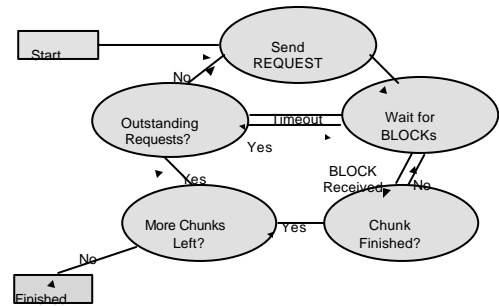 Start
Send
REQUEST
No
Outstanding
Requests?
Timeout
Yes
Wait for
BLOCKs
BLOCK
Received
No
Yes
More Chunks
Left?
Yes
Chunk
Finished?
No
Finished